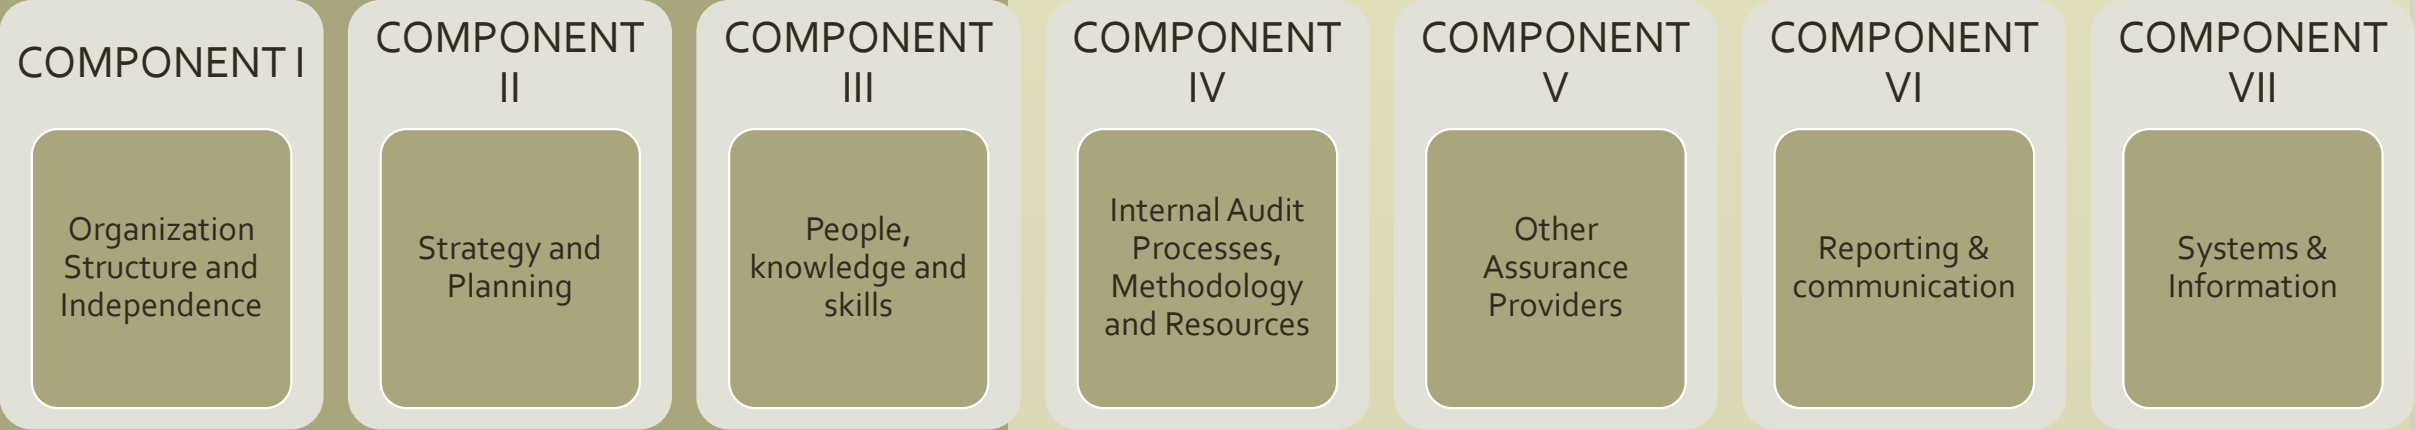 COMPONENT I
Organization
Structure and
Independence
COMPONENT
II
Strategy and
Planning
COMPONENT
III
People,
knowledge and
skills
COMPONENT
IV
Internal Audit
Processes,
Methodology
and Resources
COMPONENT
V
Other
Assurance
Providers
COMPONENT
VI
Reporting &
communication
COMPONENT
VII
Systems &
Information